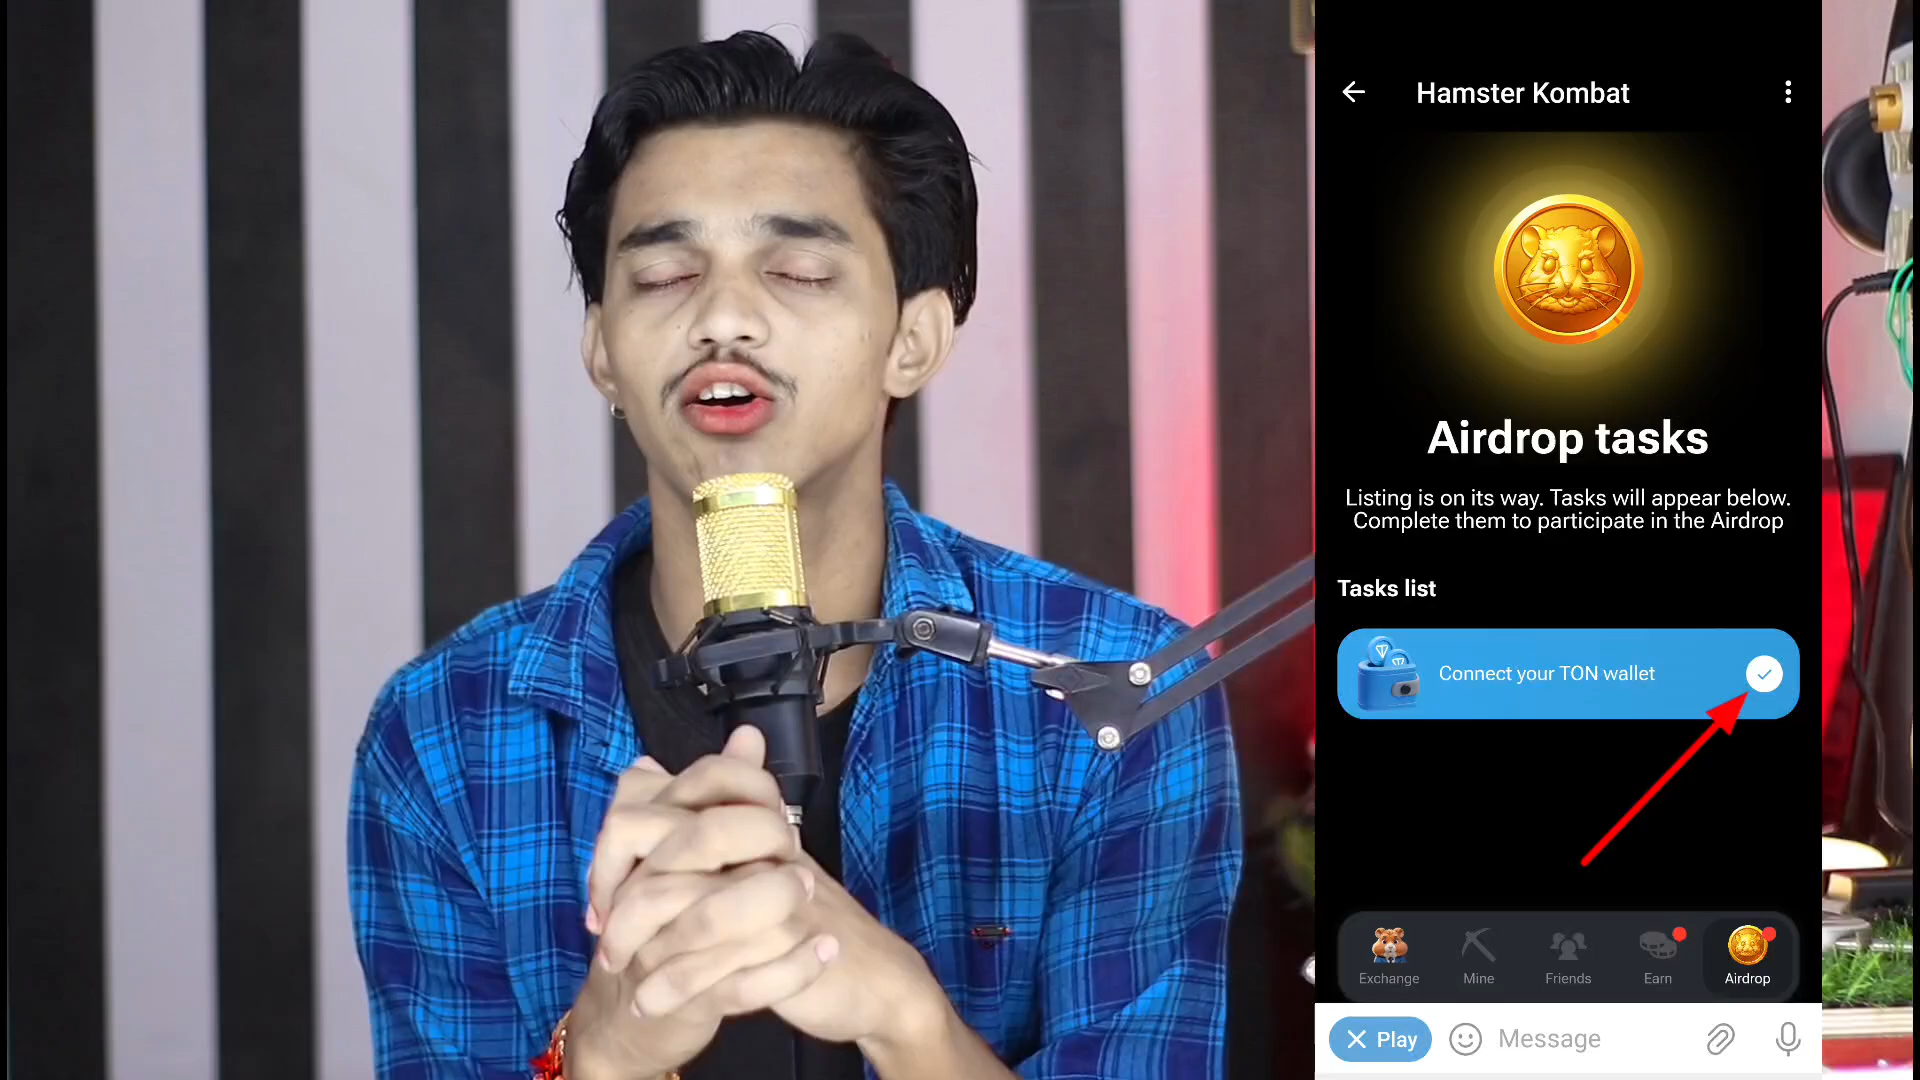 Hamster Kombat
Airdrop tasks
Listing is on its way. Tasks will appear below.
Complete them to participate in the Airdrop
Tasks list
Connect your TON wallet
Exchange
Mine
Friends
Earn
Airdrop
Play
Message